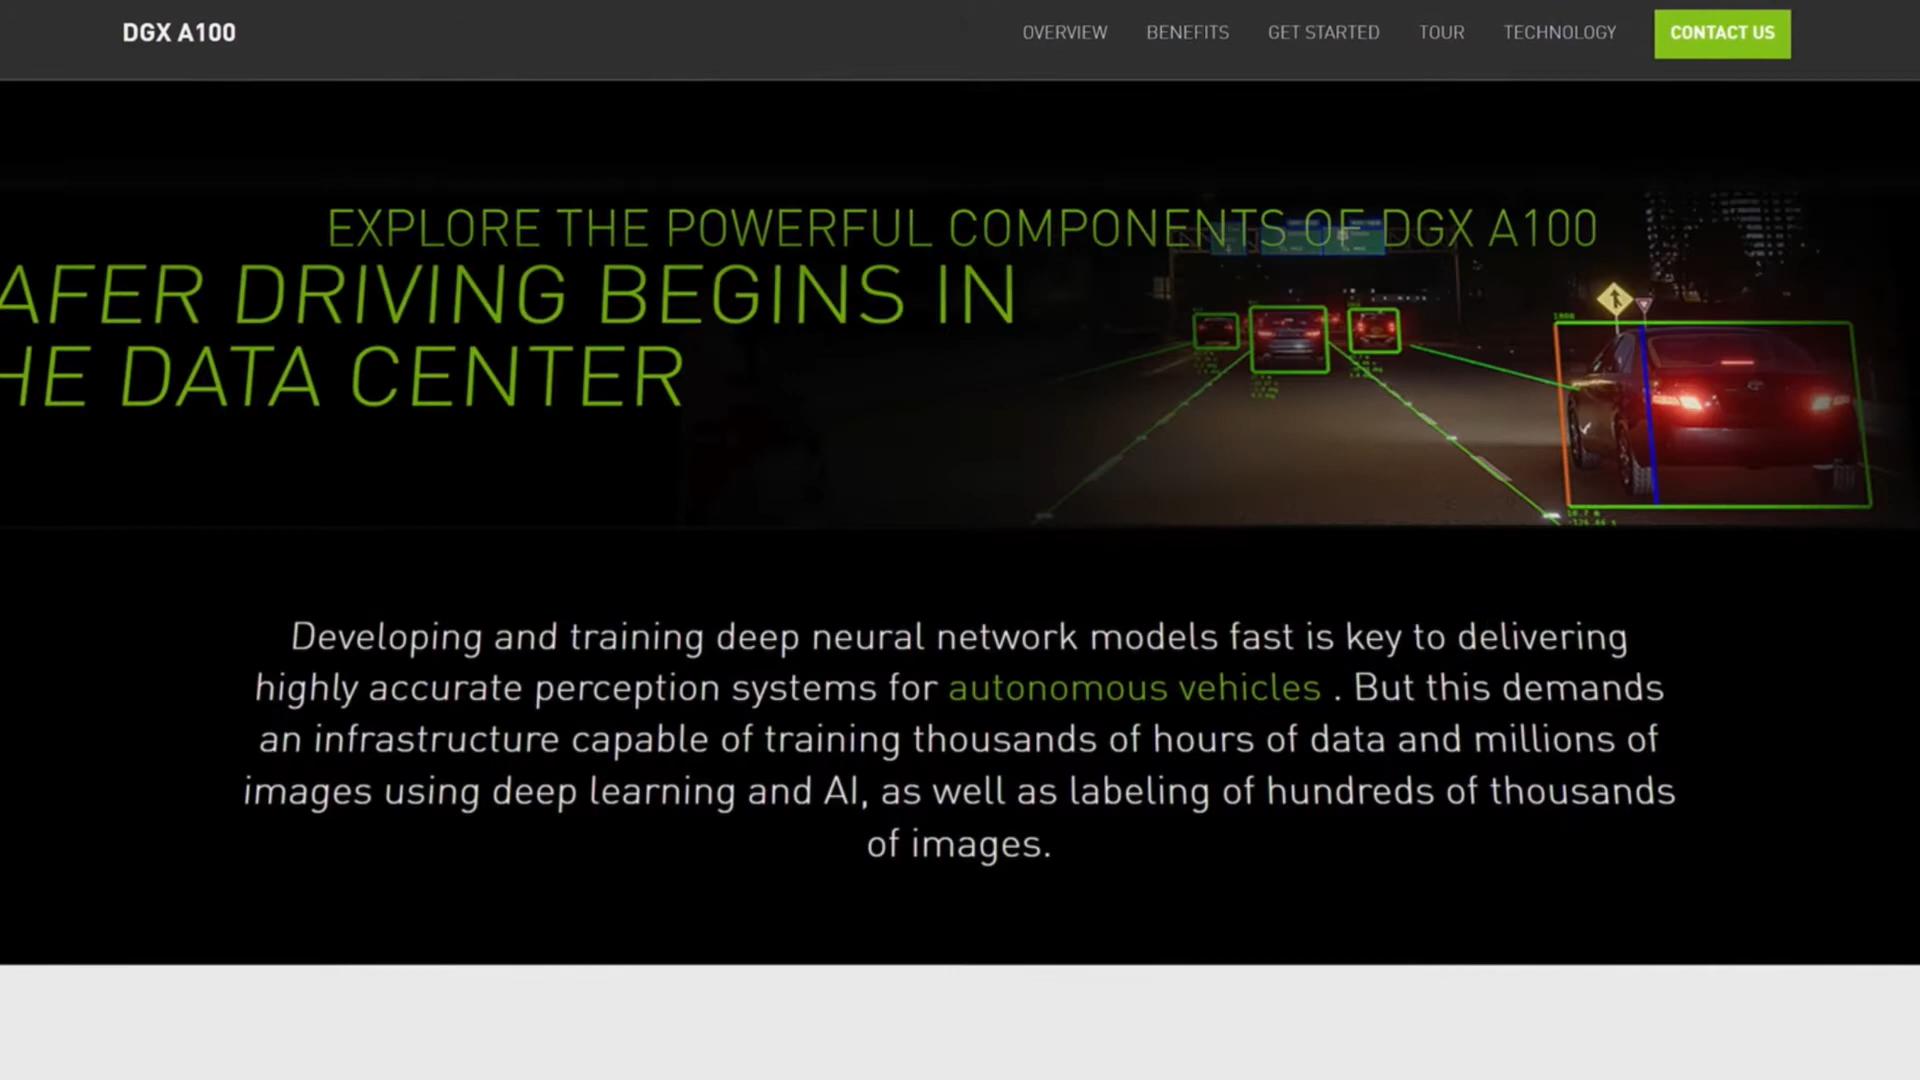 DGX A100
OVERVIEW BENEFITS GET STARTED TOUR TECHNOLOGY CONTACT US
EXPLORE THE POWERFUL COMPONENTS OF DGX A100
AFER DRIVING BEGINS IN
HE DATA CENTER
Developing and training deep neural network models fast is key to delivering
highly accurate perception systems for autonomous vehicles . But this demands
an infrastructure capable of training thousands of hours of data and millions of
images using deep learning and AI, as well as labeling of hundreds of thousands
of images.